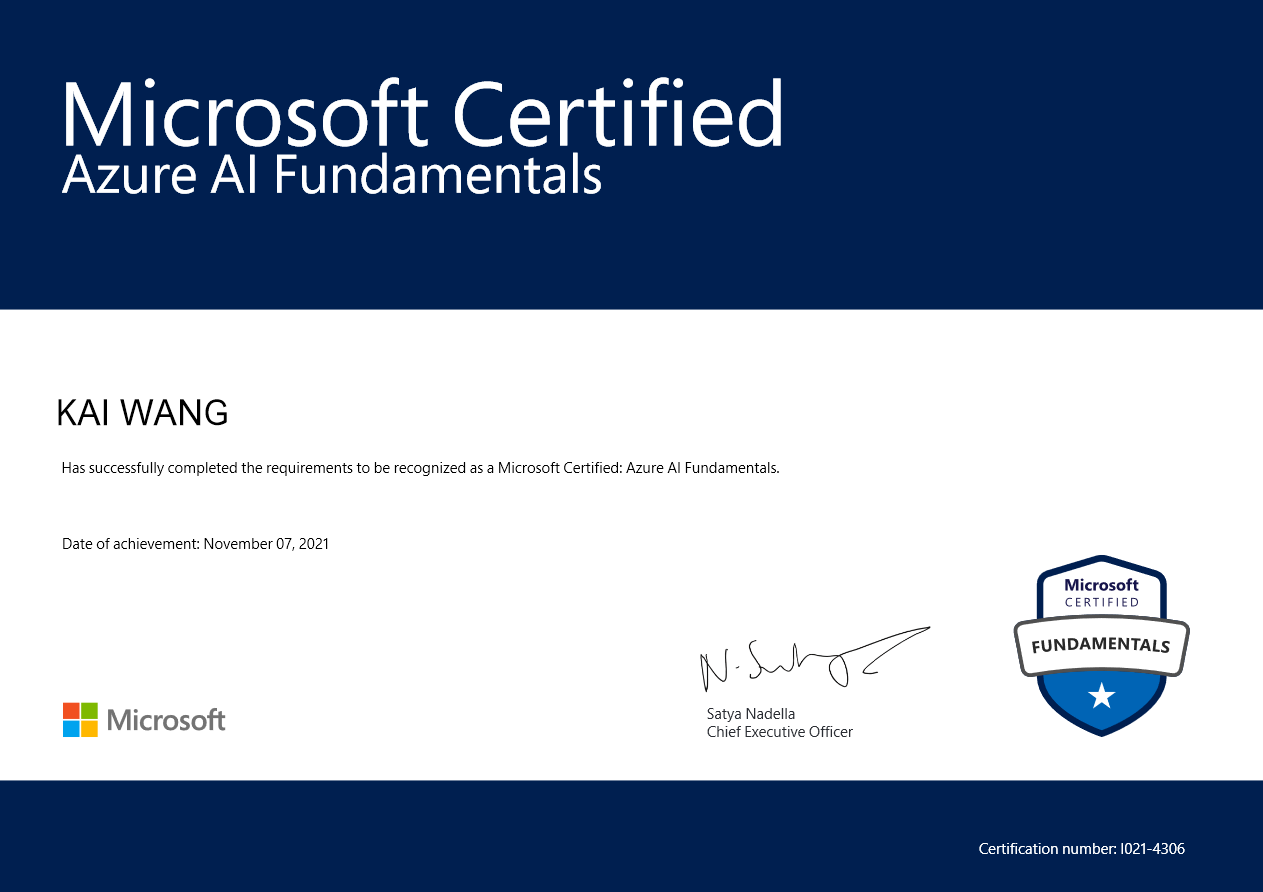 Microsoft Certified
Azure AI Fundamentals
KAI WANG
Has successfully completed the requirements to be recognized as a Microsoft Certified: Azure AI Fundamentals.
Date of achievement: November 07, 2021
Microsoft
CERTIFIED
FUNDAMENTALS
N. Satya
Satya Nadella
Chief Executive Officer
Microsoft
Certification number: I021-4306